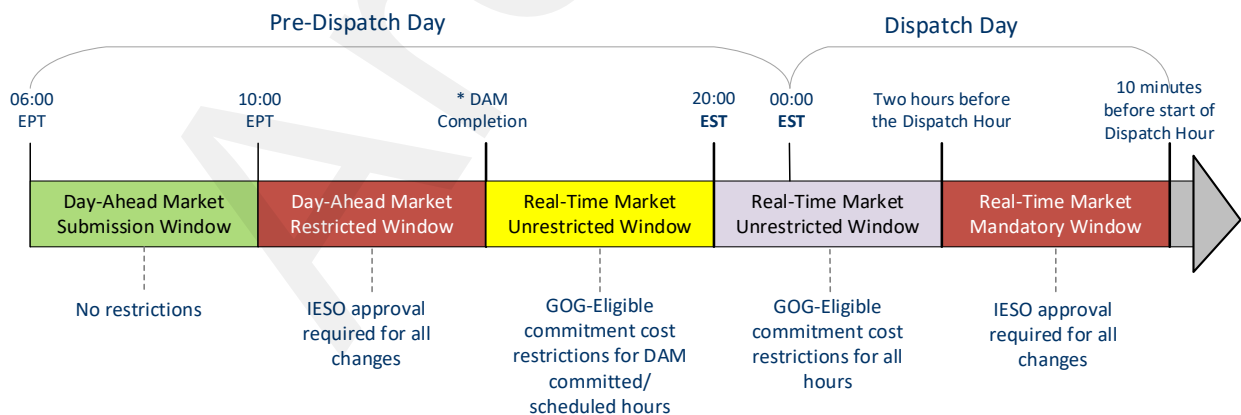 Pre-Dispatch Day
Dispatch Day
06:00
EPT
10:00
EPT
* DAM
Completion
20:00
EST
00:00
EST
Two hours before
the Dispatch Hour
10 minutes
before start of
Dispatch Hour
Day-Ahead Market
Submission Window
Day-Ahead Market
Restricted Window
Real-Time Market
Unrestricted Window
Real-Time Market
Unrestricted Window
Real-Time Market
Mandatory Window
No restrictions
IESO approval
required for all
changes
GOG-Eligible
commitment cost
restrictions for DAM
committed/
scheduled hours
GOG-Eligible
commitment cost
restrictions for all
hours
IESO approval
required for all
changes